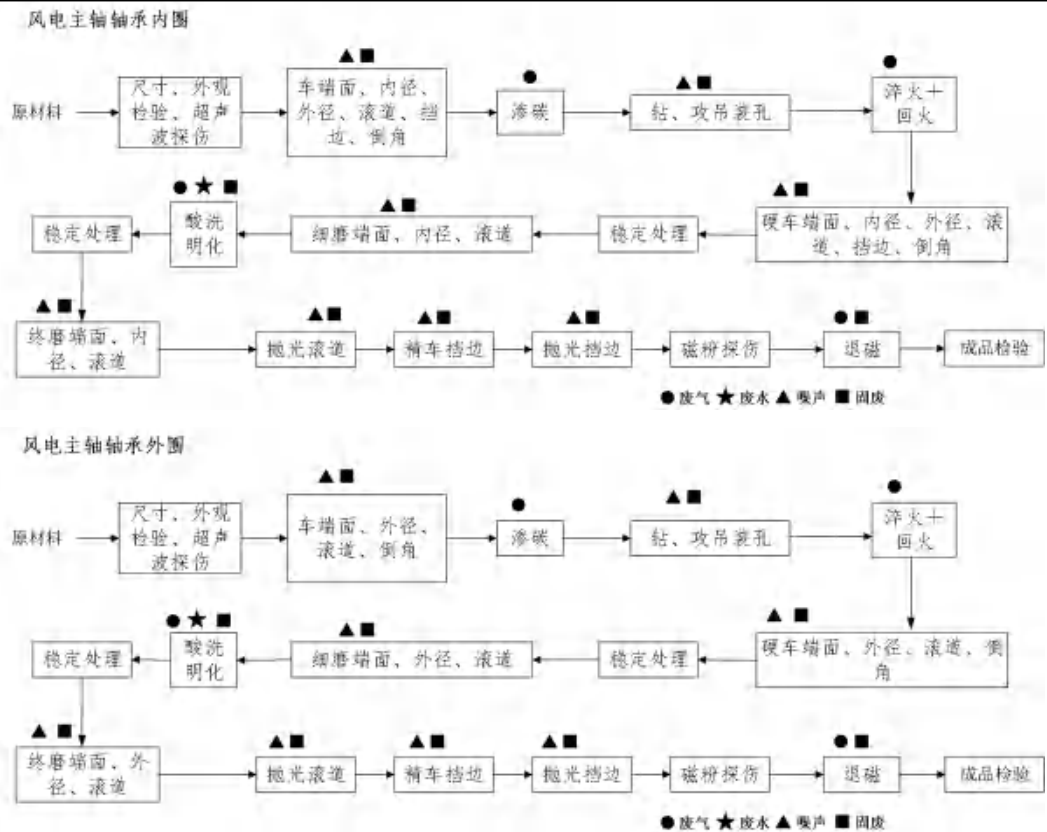 风电主轴轴承内圈
原材料
尺寸、外观
检验、超声
波探伤
车端面、内径、
外径、滚道、挡
边、倒角
渗碳
钻、攻吊装孔
淬火+
回火
硬车端面、内径、外径、滚
道、挡边、倒角
稳定处理
细磨端面、内径、滚道
酸洗
明化
稳定处理
终磨端面、内
径、滚道
抛光滚道
精车挡边
抛光挡边
磁粉探伤
退磁
成品检验
●废气 ★废水 ▲噪声 ■固废
风电主轴轴承外圈
原材料
尺寸、外观
检验、超声
波探伤
车端面、外径、
滚道、倒角
渗碳
钻、攻吊装孔
淬火+
回火
硬车端面、外径、滚道、倒
角
稳定处理
细磨端面、外径、滚道
酸洗
明化
稳定处理
终磨端面、外
径、滚道
抛光滚道
精车挡边
抛光挡边
磁粉探伤
退磁
成品检验
●废气 ★废水 ▲噪声 ■固废